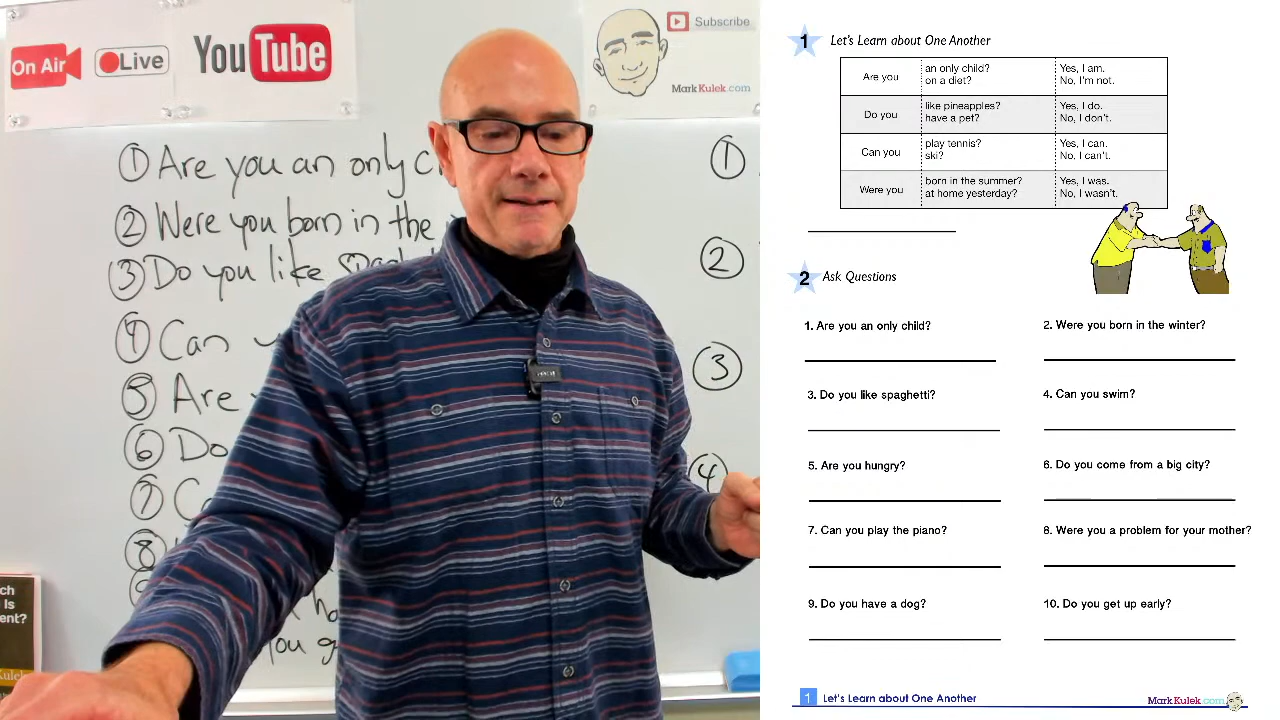 On Air
Live
YouTube
Subscribe
MarkKulek.com
① Are you an only
② Were you born in the
③ Do you like
④ Can
⑤ Are
⑥ Do
⑦
⑧
①
②
③
④
ch
Is
ent?
Kulek
1 Let's Learn about One Another
Are you an only child? Yes, I am.
on a diet? No, I'm not.
Do you like pineapples? Yes, I do.
have a pet? No, I don't.
Can you play tennis? Yes, I can.
ski? No, I can't.
Were you born in the summer? Yes, I was.
at home yesterday? No, I wasn't.
2 Ask Questions
1. Are you an only child? 2. Were you born in the winter?
3. Do you like spaghetti? 4. Can you swim?
5. Are you hungry? 6. Do you come from a big city?
7. Can you play the piano? 8. Were you a problem for your mother?
9. Do you have a dog? 10. Do you get up early?
1 Let's Learn about One Another MarkKulek.com